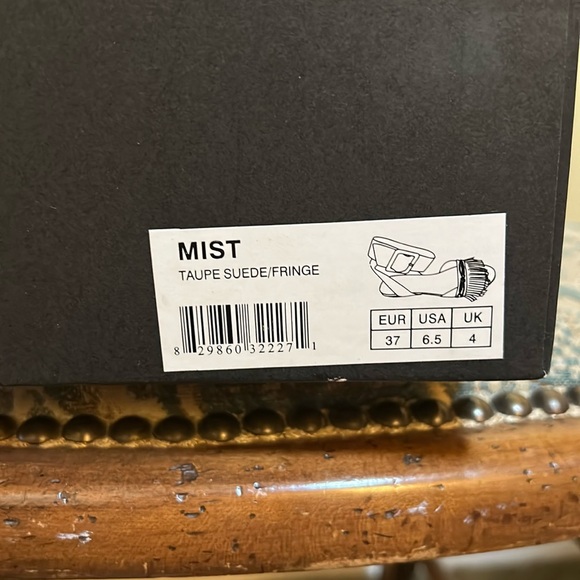 MIST
TAUPE SUEDE/FRINGE
8 29860 32227 1
EUR USA UK
37 6.5 4